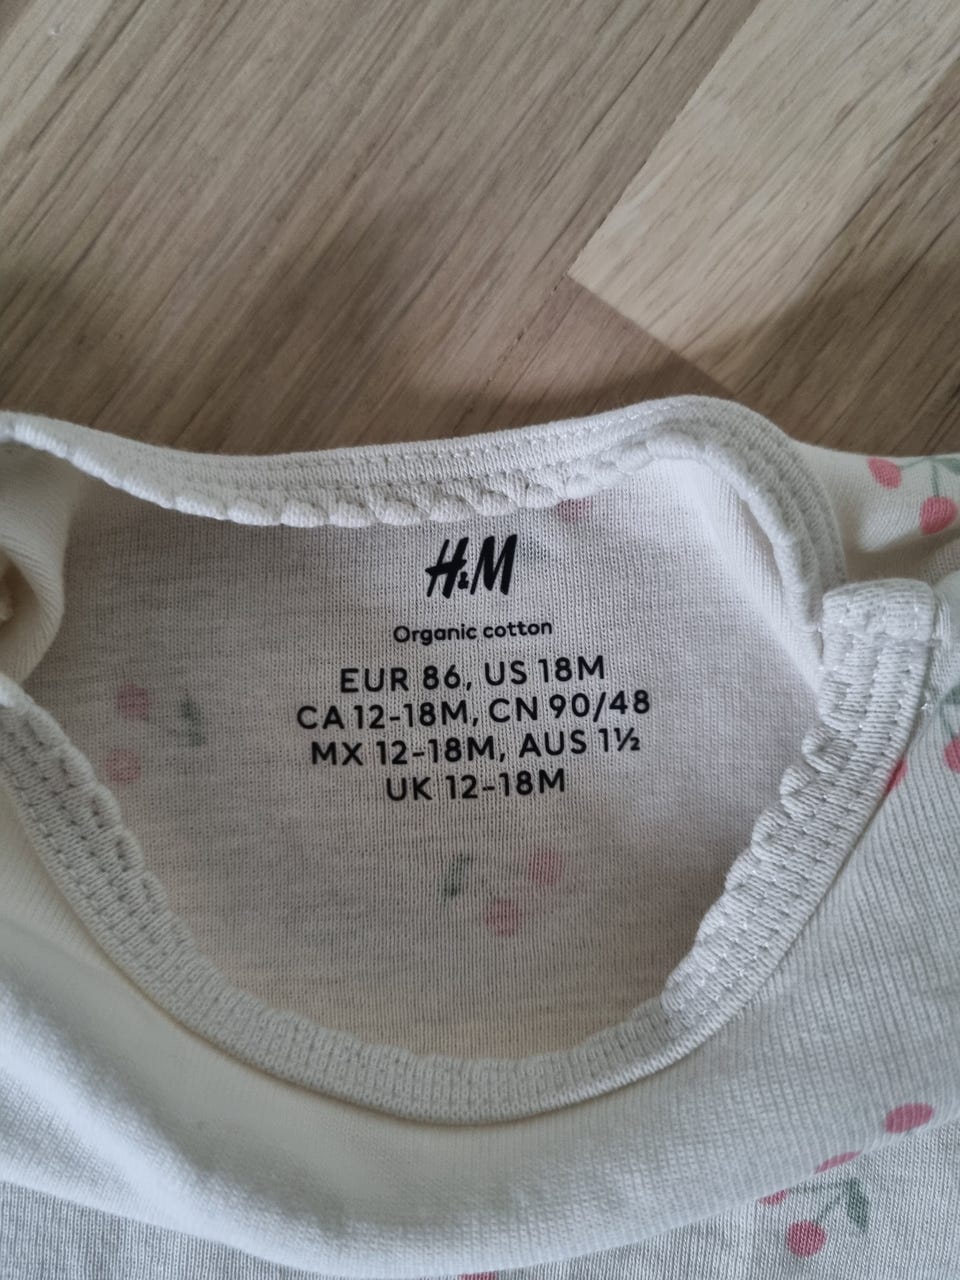 H&M
Organic cotton
EUR 86, US 18M
CA 12-18M, CN 90/48
MX 12-18M, AUS 1½
UK 12-18M